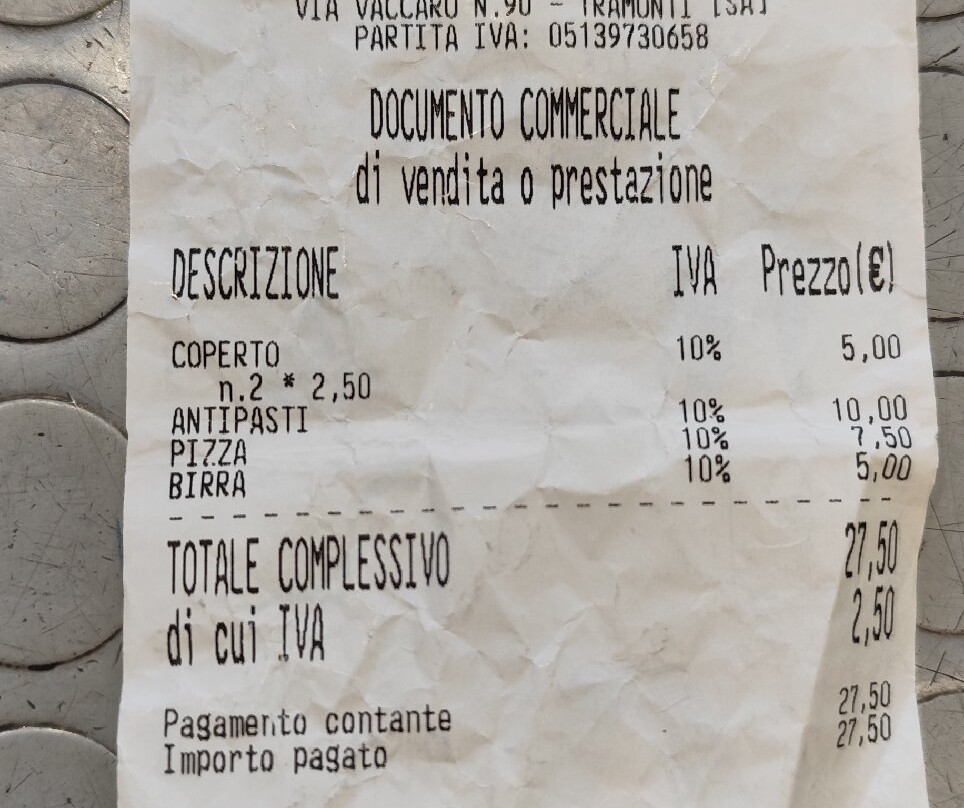 VIA VACCARO N.90 - TRAMONTI [SA]
PARTITA IVA: 05139730658
DOCUMENTO COMMERCIALE
di vendita o prestazione
DESCRIZIONE IVA Prezzo(€)
COPERTO 10% 5,00
n.2 * 2,50
ANTIPASTI 10% 10,00
PIZZA 10% 7,50
BIRRA 10% 5,00
TOTALE COMPLESSIVO 27,50
di cui IVA 2,50
Pagamento contante 27,50
Importo pagato 27,50